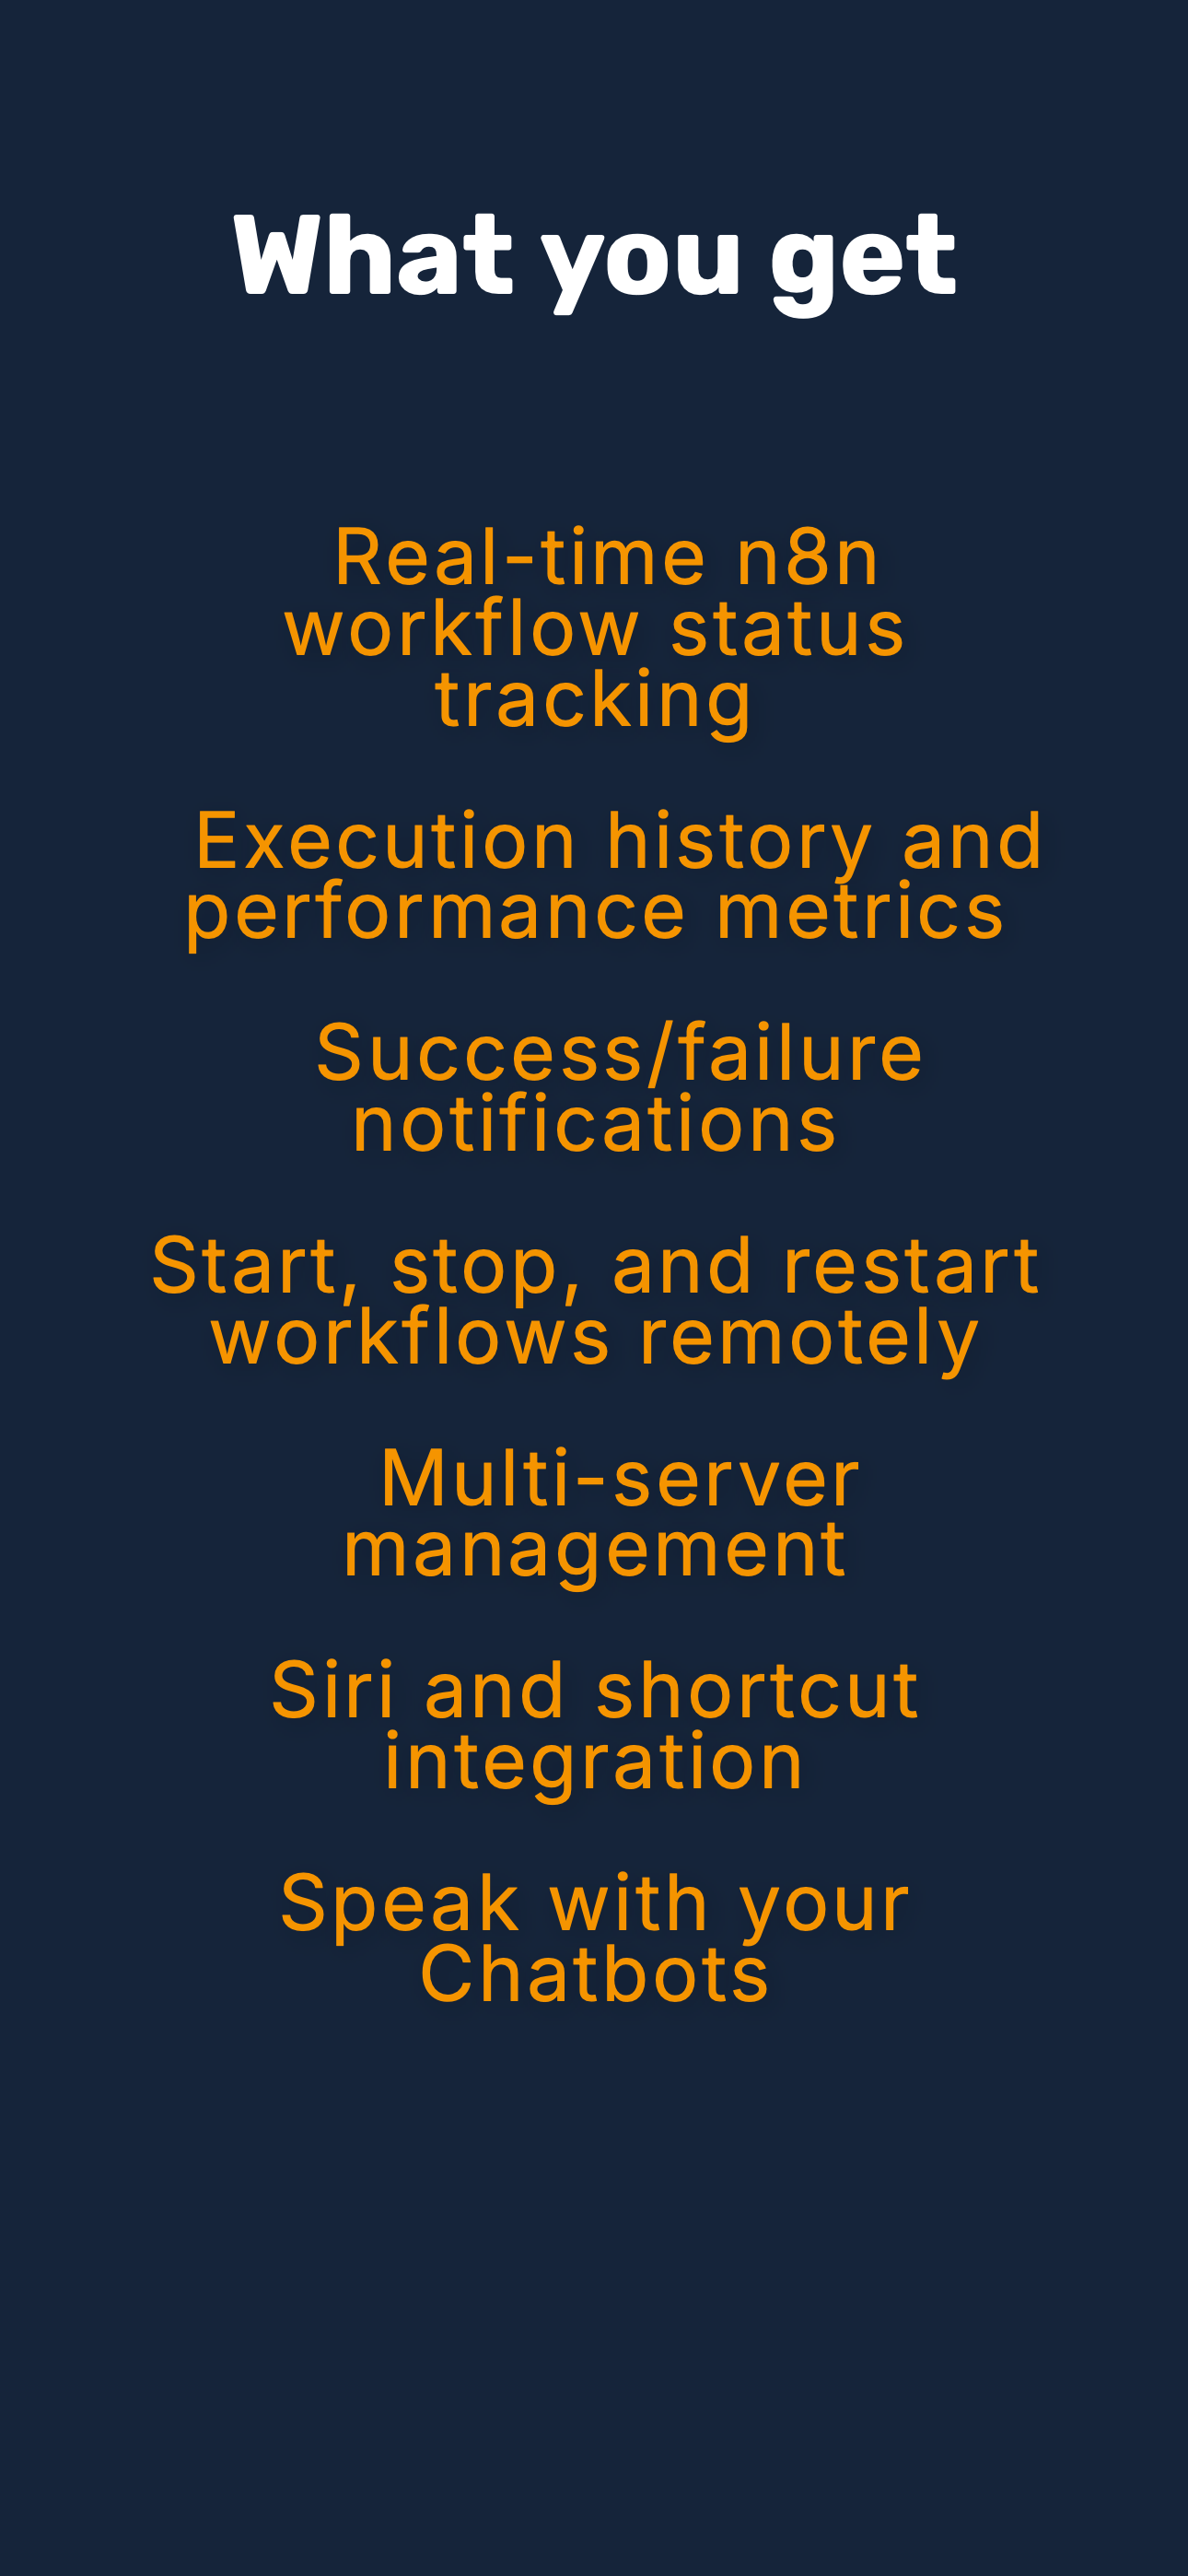 What you get
Real-time n8n
workflow status
tracking
Execution history and
performance metrics
Success/failure
notifications
Start, stop, and restart
workflows remotely
Multi-server
management
Siri and shortcut
integration
Speak with your
Chatbots